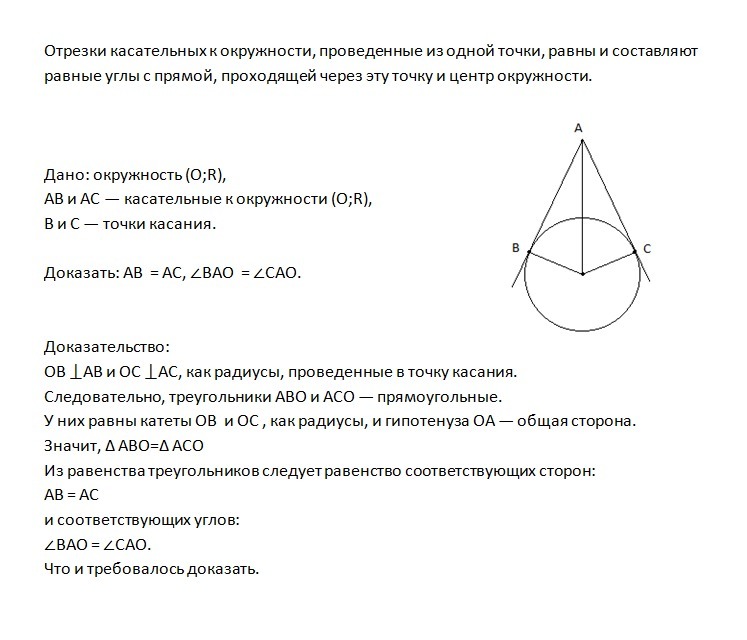 Отрезки касательных к окружности, проведенные из одной точки, равны и составляют
равные углы с прямой, проходящей через эту точку и центр окружности.
A
Дано: окружность (O;R),
AB и AC — касательные к окружности (O;R),
B и C — точки касания.
B
C
Доказать: AB = AC, ∠BAO = ∠CAO.
Доказательство:
OB ⊥AB и OC ⊥AC, как радиусы, проведенные в точку касания.
Следовательно, треугольники ABO и ACO — прямоугольные.
У них равны катеты OB и OC , как радиусы, и гипотенуза OA — общая сторона.
Значит, Δ ABO=Δ ACO
Из равенства треугольников следует равенство соответствующих сторон:
AB = AC
и соответствующих углов:
∠BAO = ∠CAO.
Что и требовалось доказать.